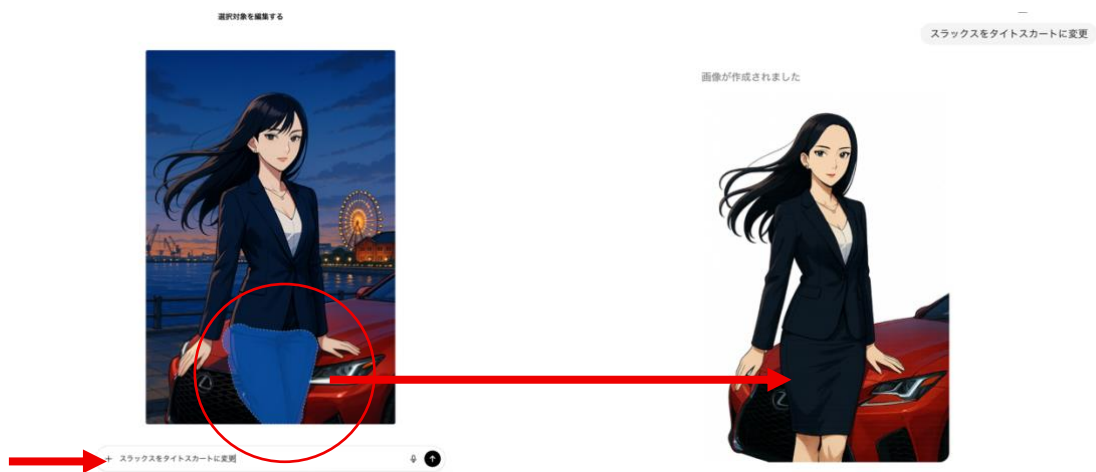 選択対象を編集する
スラックスをタイトスカートに変更
画像が作成されました
スラックスをタイトスカートに変更